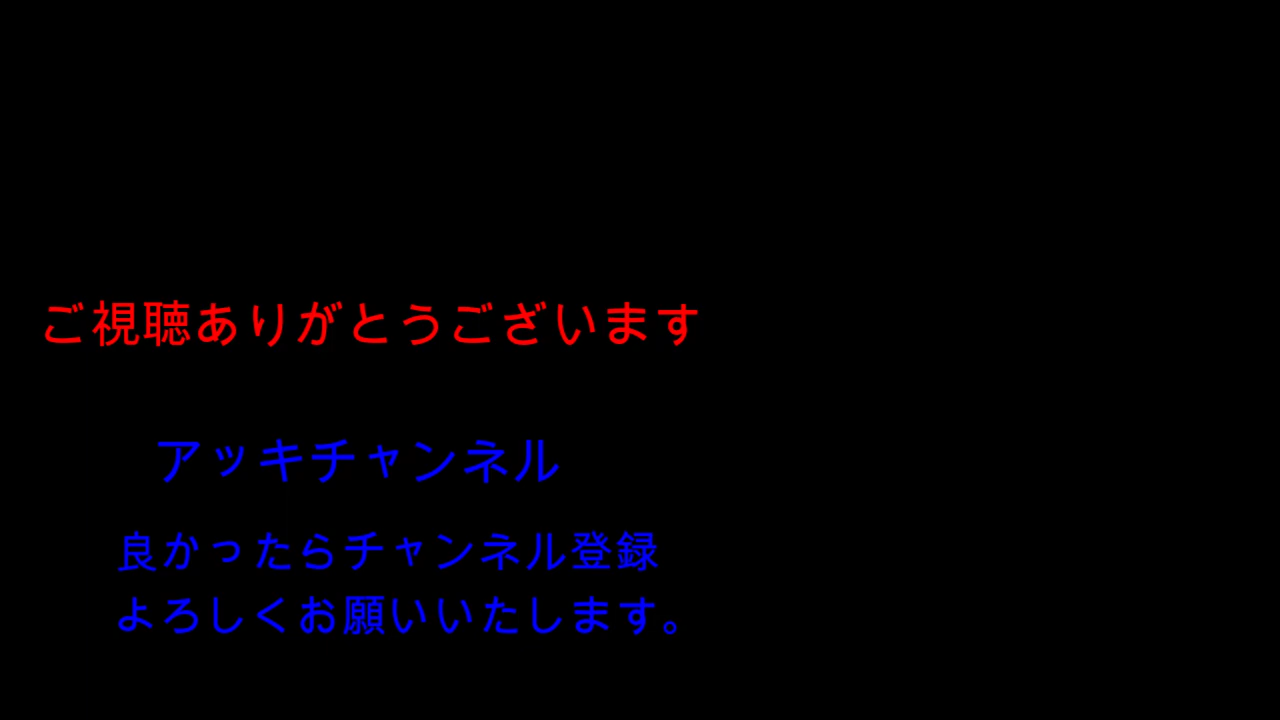 ご視聴ありがとうございます
アッキチャンネル
良かったらチャンネル登録
よろしくお願いいたします。